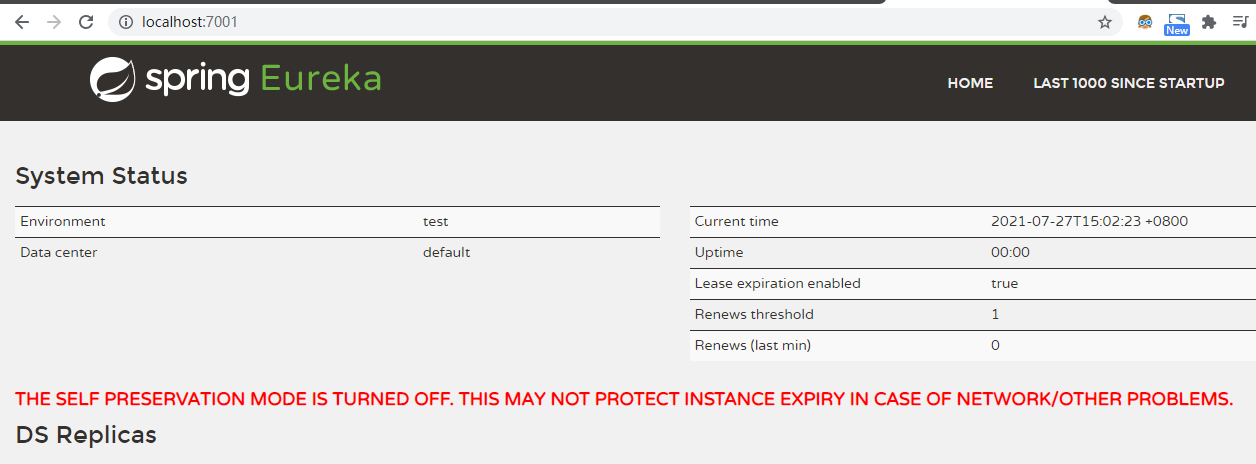 localhost:7001
New
spring Eureka
HOME LAST 1000 SINCE STARTUP
System Status
Environment test
Data center default
Current time 2021-07-27T15:02:23 +0800
Uptime 00:00
Lease expiration enabled true
Renews threshold 1
Renews (last min) 0
THE SELF PRESERVATION MODE IS TURNED OFF. THIS MAY NOT PROTECT INSTANCE EXPIRY IN CASE OF NETWORK/OTHER PROBLEMS.
DS Replicas